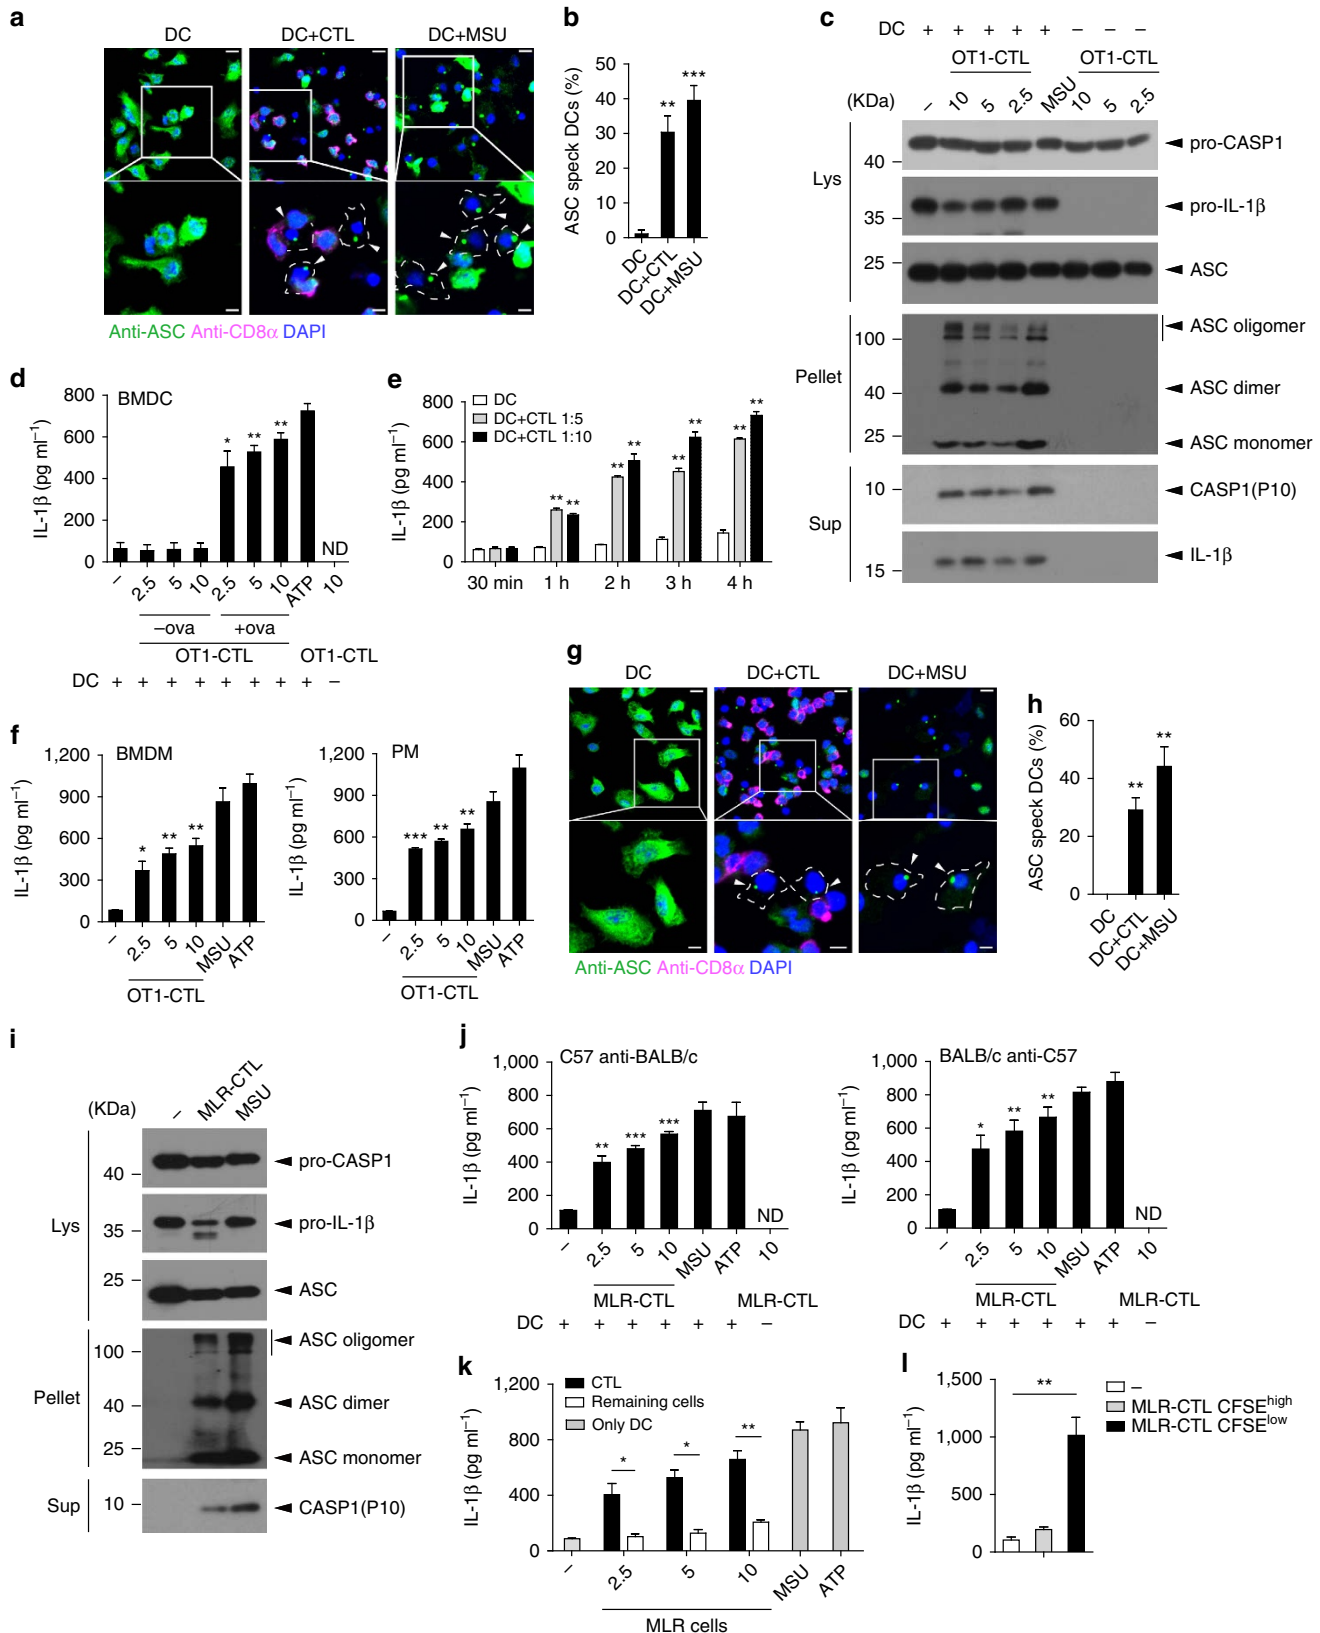 a
DC DC+CTL DC+MSU
Anti-ASC Anti-CD8α DAPI
b
ASC speck DCs (%)
50
40
30
20
10
0
** ***
DC DC+CTL DC+MSU
c
DC + + + + + – – –
OT1-CTL OT1-CTL
(KDa) – 10 5 2.5 MSU 10 5 2.5
Lys
40 pro-CASP1
35 pro-IL-1β
25 ASC
Pellet
100 ASC oligomer
40 ASC dimer
25 ASC monomer
Sup
10 CASP1(P10)
15 IL-1β
d
BMDC
IL-1β (pg ml⁻¹)
800
600
400
200
0
* ** **
ND
– 2.5 5 10 2.5 5 10 ATP 10
–ova +ova
OT1-CTL OT1-CTL
DC + + + + + + + + –
e
IL-1β (pg ml⁻¹)
800
600
400
200
0
DC
DC+CTL 1:5
DC+CTL 1:10
** ** ** ** ** ** ** **
30 min 1 h 2 h 3 h 4 h
f
BMDM
IL-1β (pg ml⁻¹)
1,200
900
600
300
0
* ** **
– 2.5 5 10 MSU ATP
OT1-CTL
PM
IL-1β (pg ml⁻¹)
1,200
900
600
300
0
*** ** **
– 2.5 5 10 MSU ATP
OT1-CTL
g
DC DC+CTL DC+MSU
Anti-ASC Anti-CD8α DAPI
h
ASC speck DCs (%)
60
40
20
0
** **
DC DC+CTL DC+MSU
i
(KDa) – MLR-CTL MSU
Lys
40 pro-CASP1
35 pro-IL-1β
25 ASC
Pellet
100 ASC oligomer
40 ASC dimer
25 ASC monomer
Sup
10 CASP1(P10)
j
C57 anti-BALB/c
IL-1β (pg ml⁻¹)
1,000
800
600
400
200
0
** *** ***
ND
– 2.5 5 10 MSU ATP 10
MLR-CTL MLR-CTL
DC + + + + + + –
BALB/c anti-C57
IL-1β (pg ml⁻¹)
1,000
800
600
400
200
0
* ** **
ND
– 2.5 5 10 MSU ATP 10
MLR-CTL MLR-CTL
DC + + + + + + –
k
IL-1β (pg ml⁻¹)
1,200
800
400
0
CTL
Remaining cells
Only DC
* * **
– 2.5 5 10 MSU ATP
MLR cells
l
IL-1β (pg ml⁻¹)
1,500
1,000
500
0
**
–
MLR-CTL CFSEhigh
MLR-CTL CFSElow